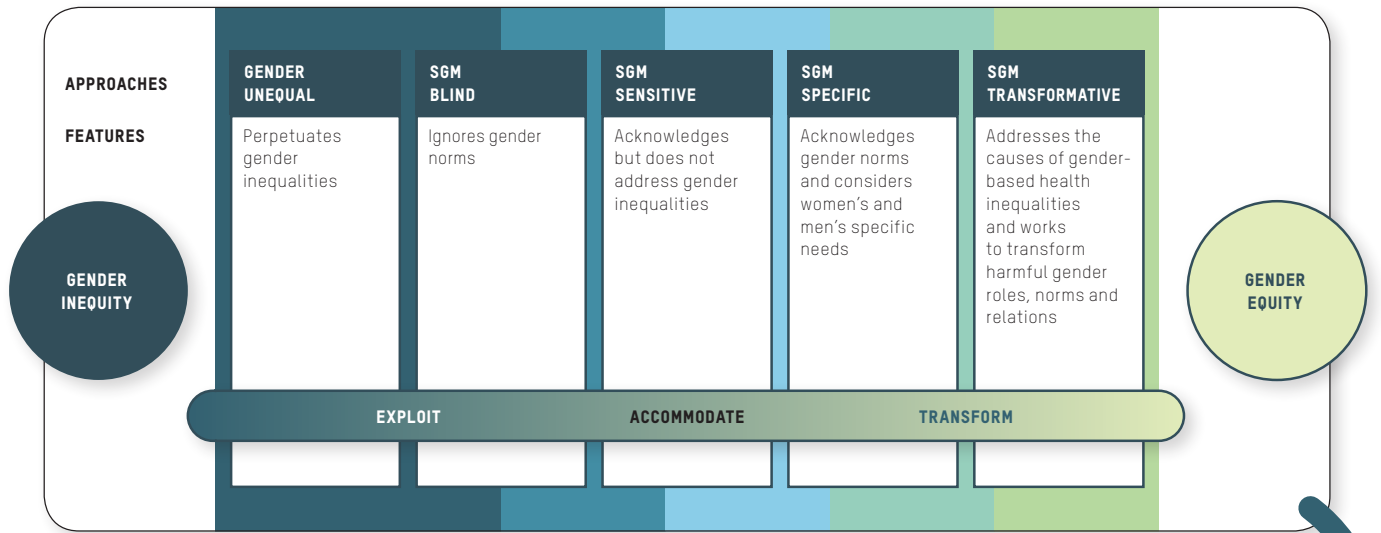 APPROACHES
GENDER
UNEQUAL
SGM
BLIND
SGM
SENSITIVE
SGM
SPECIFIC
SGM
TRANSFORMATIVE
FEATURES
Perpetuates
gender
inequalities
Ignores gender
norms
Acknowledges
but does not
address gender
inequalities
Acknowledges
gender norms
and considers
women's and
men's specific
needs
Addresses the
causes of gender-
based health
inequalities
and works
to transform
harmful gender
roles, norms and
relations
GENDER
INEQUITY
GENDER
EQUITY
EXPLOIT
ACCOMMODATE
TRANSFORM